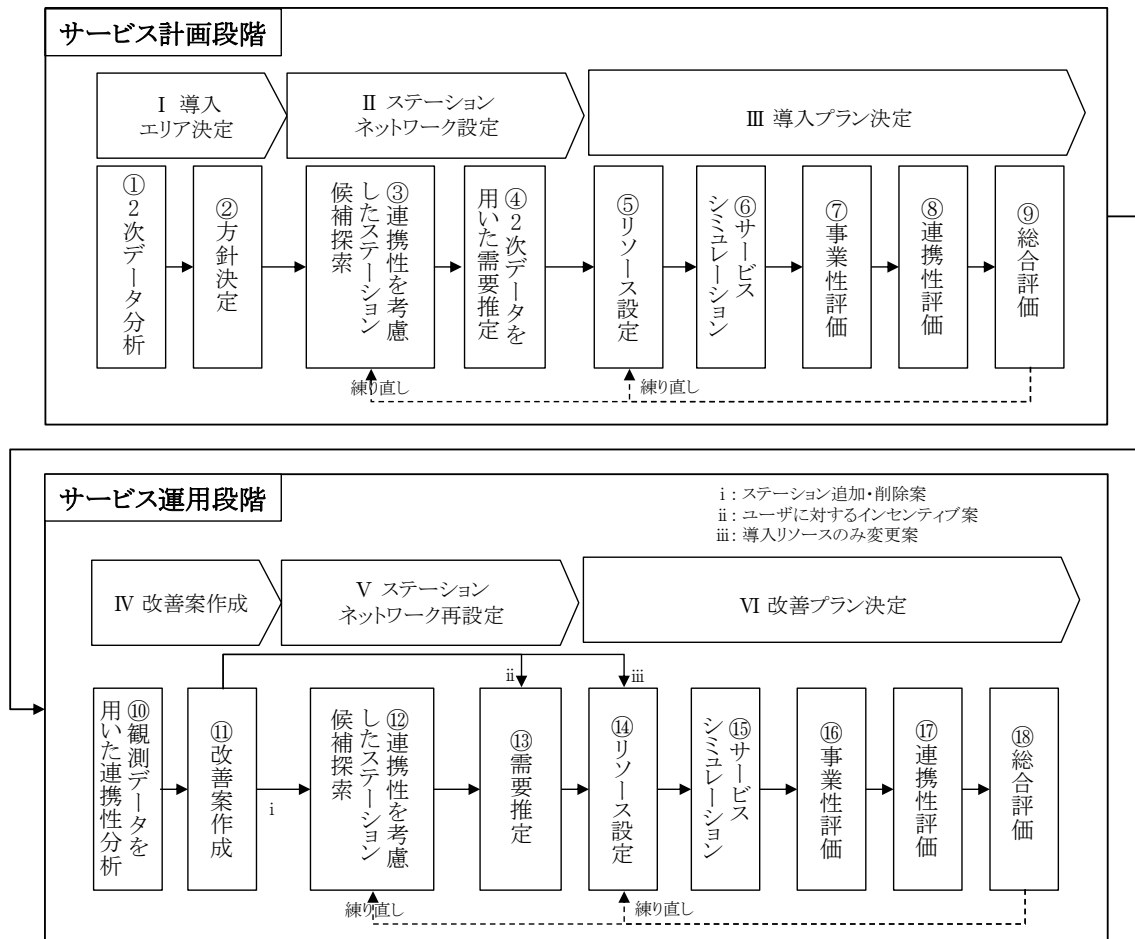 サービス計画段階
Ⅰ 導入
エリア決定
Ⅱ ステーション
ネットワーク設定
Ⅲ 導入プラン決定
①2次データ分析
②方針決定
③連携性を考慮
したステーション
候補探索
④2次データを
用いた需要推定
⑤リソース設定
⑥サービス
シミュレーション
⑦事業性評価
⑧連携性評価
⑨総合評価
練り直し
練り直し
サービス運用段階
ⅰ：ステーション追加・削除案
ⅱ：ユーザに対するインセンティブ案
ⅲ：導入リソースのみ変更案
Ⅳ 改善案作成
Ⅴ ステーション
ネットワーク再設定
Ⅵ 改善プラン決定
ⅱ
ⅲ
⑩観測データを
用いた連携性分析
⑪改善案作成
ⅰ
⑫連携性を考慮
したステーション
候補探索
⑬需要推定
⑭リソース設定
⑮サービス
シミュレーション
⑯事業性評価
⑰連携性評価
⑱総合評価
練り直し
練り直し